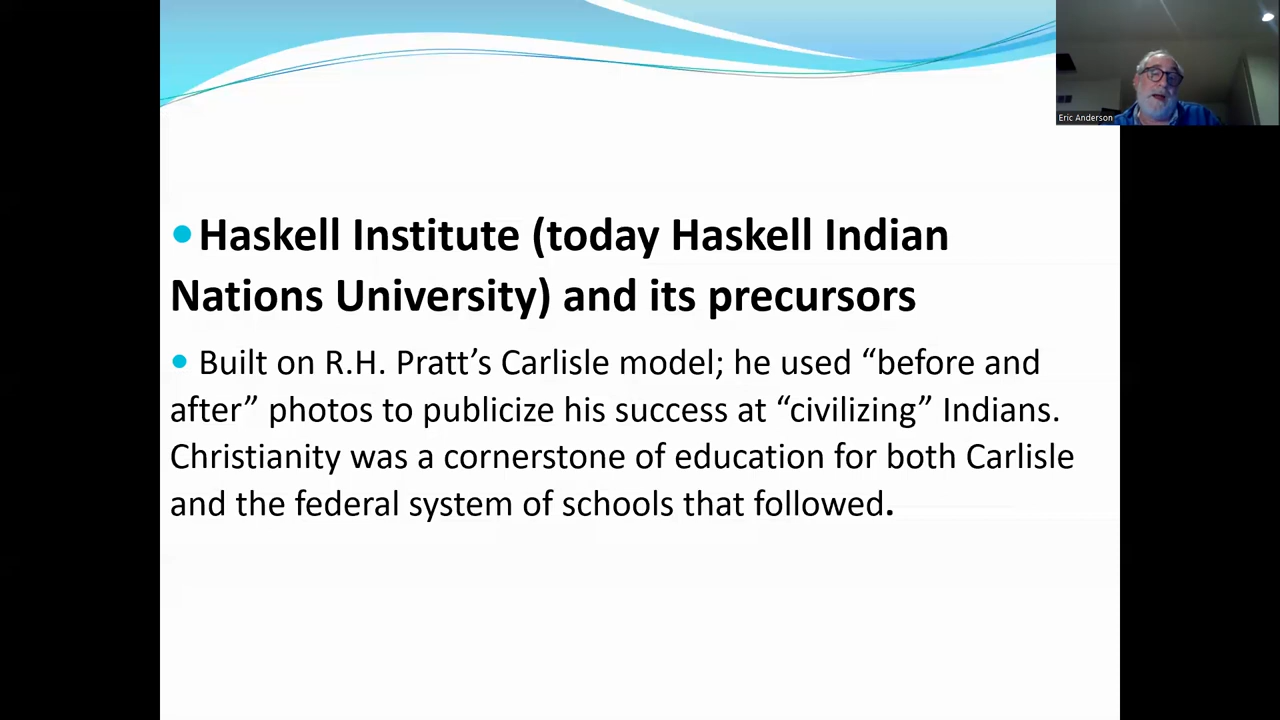 Eric Anderson
•Haskell Institute (today Haskell Indian
Nations University) and its precursors
• Built on R.H. Pratt’s Carlisle model; he used “before and
after” photos to publicize his success at “civilizing” Indians.
Christianity was a cornerstone of education for both Carlisle
and the federal system of schools that followed.